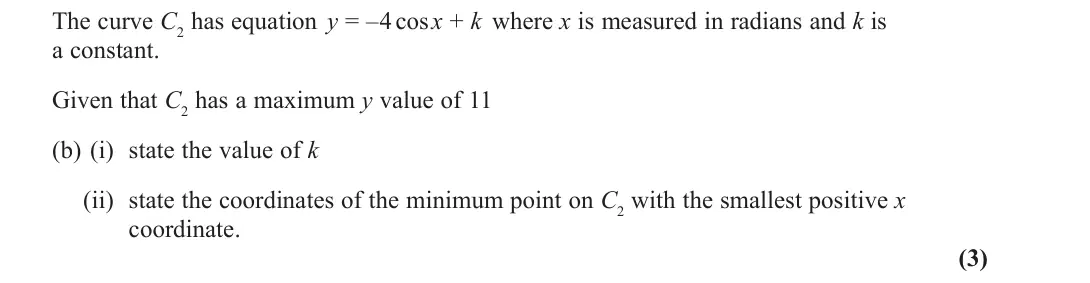 The curve C₂ has equation y = –4 cos x + k where x is measured in radians and k is
a constant.
Given that C₂ has a maximum y value of 11
(b) (i) state the value of k
(ii) state the coordinates of the minimum point on C₂ with the smallest positive x
coordinate.
(3)